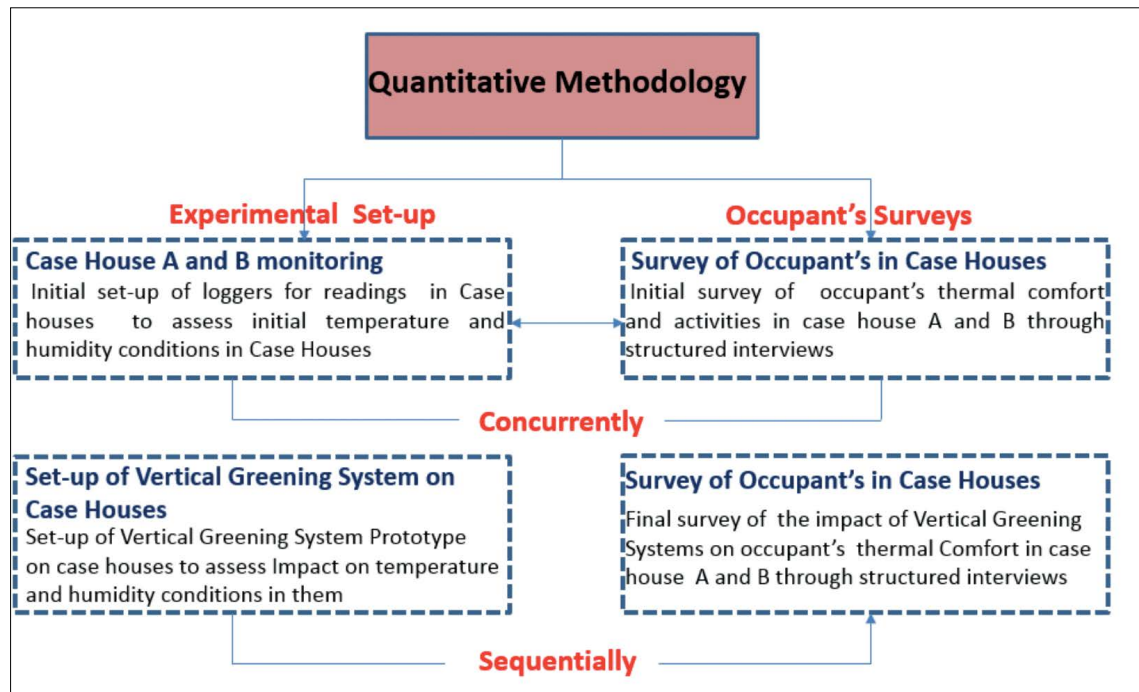 Quantitative Methodology
Experimental Set-up
Occupant's Surveys
Case House A and B monitoring
Initial set-up of loggers for readings in Case
houses to assess initial temperature and
humidity conditions in Case Houses
Survey of Occupant's in Case Houses
Initial survey of occupant's thermal comfort
and activities in case house A and B through
structured interviews
Concurrently
Set-up of Vertical Greening System on
Case Houses
Set-up of Vertical Greening System Prototype
on case houses to assess Impact on temperature
and humidity conditions in them
Survey of Occupant's in Case Houses
Final survey of the impact of Vertical Greening
Systems on occupant's thermal Comfort in case
house A and B through structured interviews
Sequentially